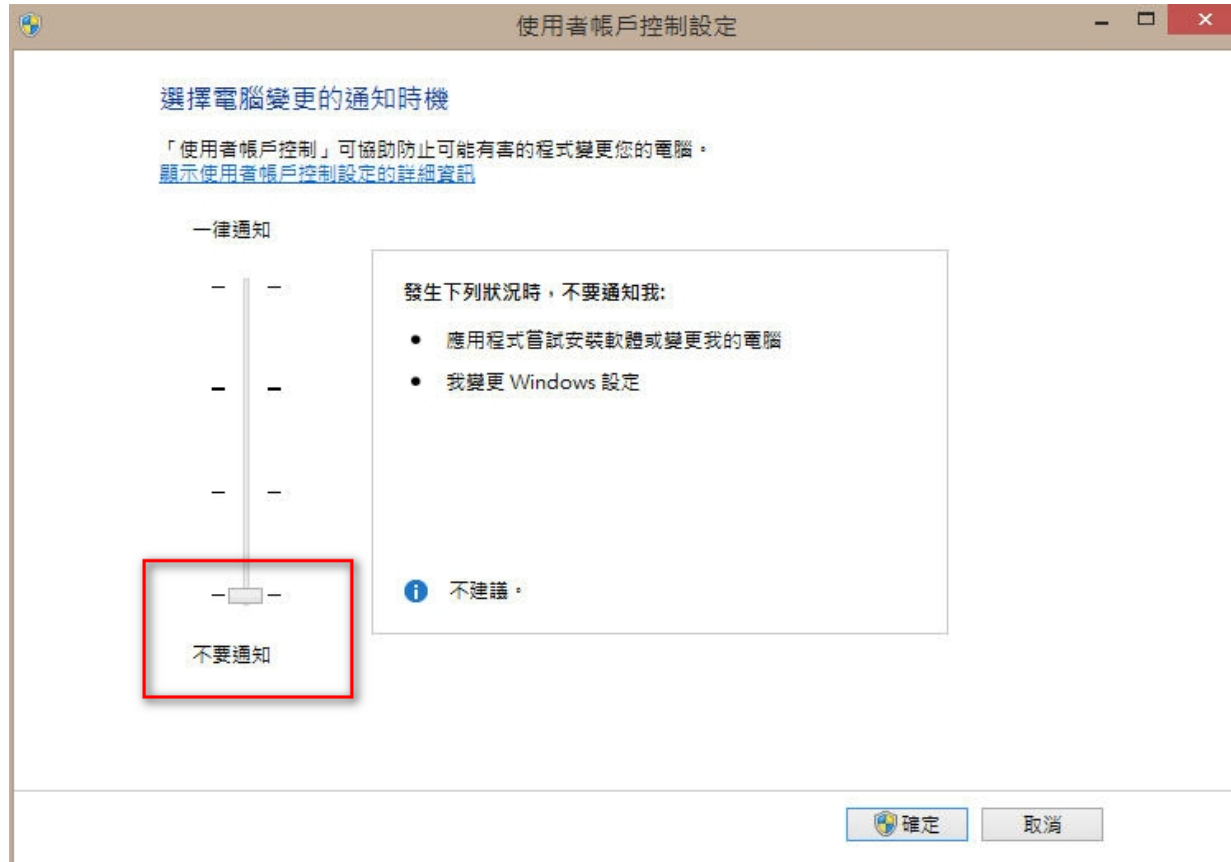 使用者帳戶控制設定
選擇電腦變更的通知時機
「使用者帳戶控制」可協助防止可能有害的程式變更您的電腦。
顯示使用者帳戶控制設定的詳細資訊
一律通知
發生下列狀況時，不要通知我:
● 應用程式嘗試安裝軟體或變更我的電腦
● 我變更 Windows 設定
不建議。
不要通知
確定
取消